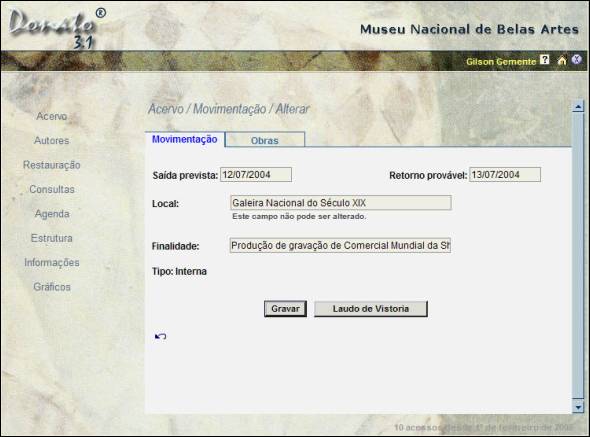 Donato ®
3.1
Museu Nacional de Belas Artes
Gilson Gemente ?
Acervo / Movimentação / Alterar
Acervo
Autores
Restauração
Consultas
Agenda
Estrutura
Informações
Gráficos
Movimentação Obras
Saída prevista: 12/07/2004 Retorno provável: 13/07/2004
Local: Galeira Nacional do Século XIX
Este campo não pode ser alterado.
Finalidade: Produção de gravação de Comercial Mundial da Sh
Tipo: Interna
Gravar Laudo de Vistoria
10 acessos desde 1º de fevereiro de